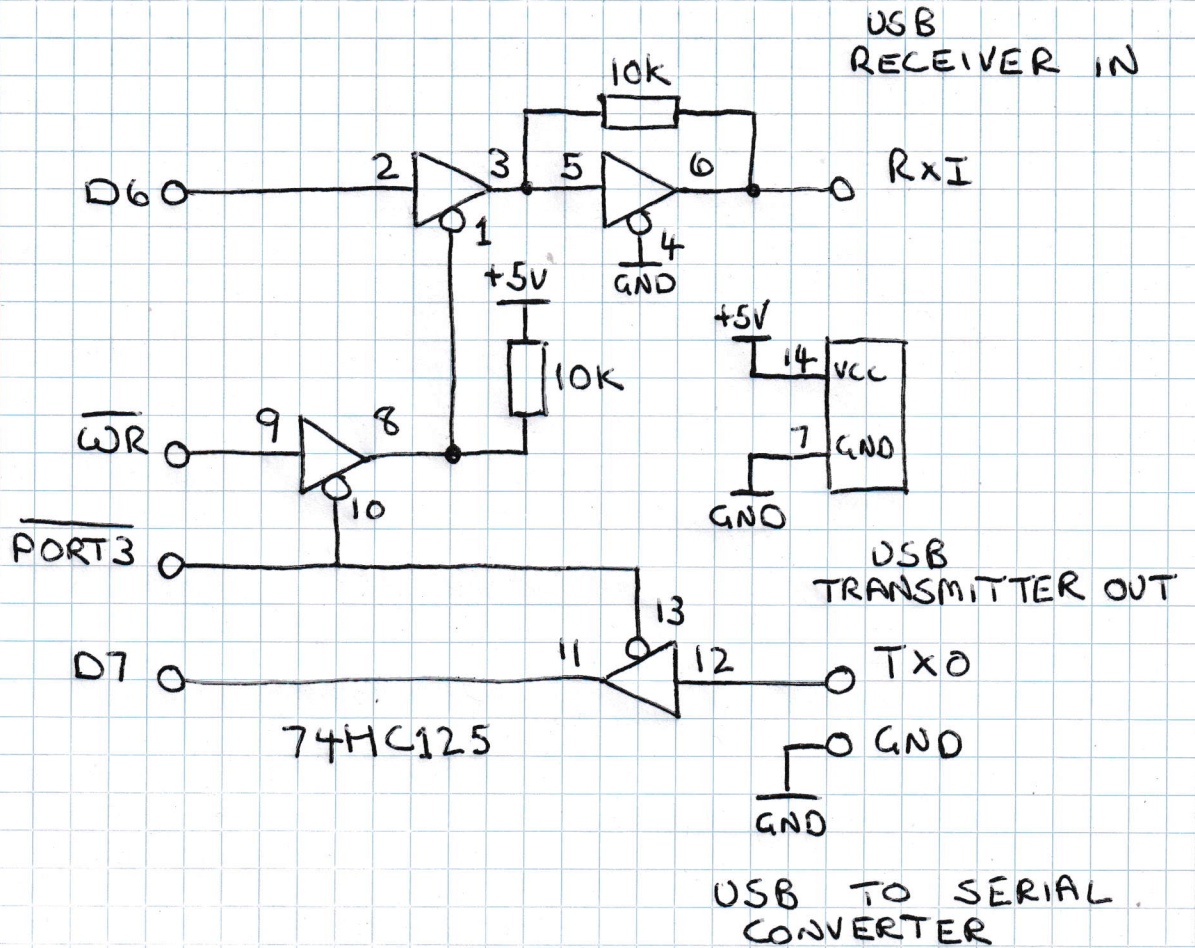 USB
RECEIVER IN
10K
2
3
5
6
RxI
D6
1
4
GND
+5V
+5V
14
VCC
10K
7
GND
GND
9
8
WR
10
PORT3
USB
TRANSMITTER OUT
13
D7
11
12
TXO
74HC125
GND
GND
USB TO SERIAL
CONVERTER